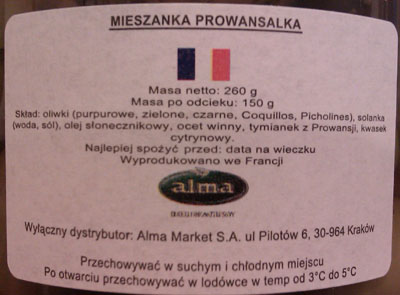 MIESZANKA PROWANSALKA
Masa netto: 260 g
Masa po odcieku: 150 g
Skład: oliwki (purpurowe, zielone, czarne, Coquillos, Picholines), solanka
(woda, sól), olej słonecznikowy, ocet winny, tymianek z Prowansji, kwasek
cytrynowy.
Najlepiej spożyć przed: data na wieczku
Wyprodukowano we Francji
alma
Wyłączny dystrybutor: Alma Market S.A. ul Pilotów 6, 30-964 Kraków
Przechowywać w suchym i chłodnym miejscu
Po otwarciu przechowywać w lodówce w temp od 3°C do 5°C